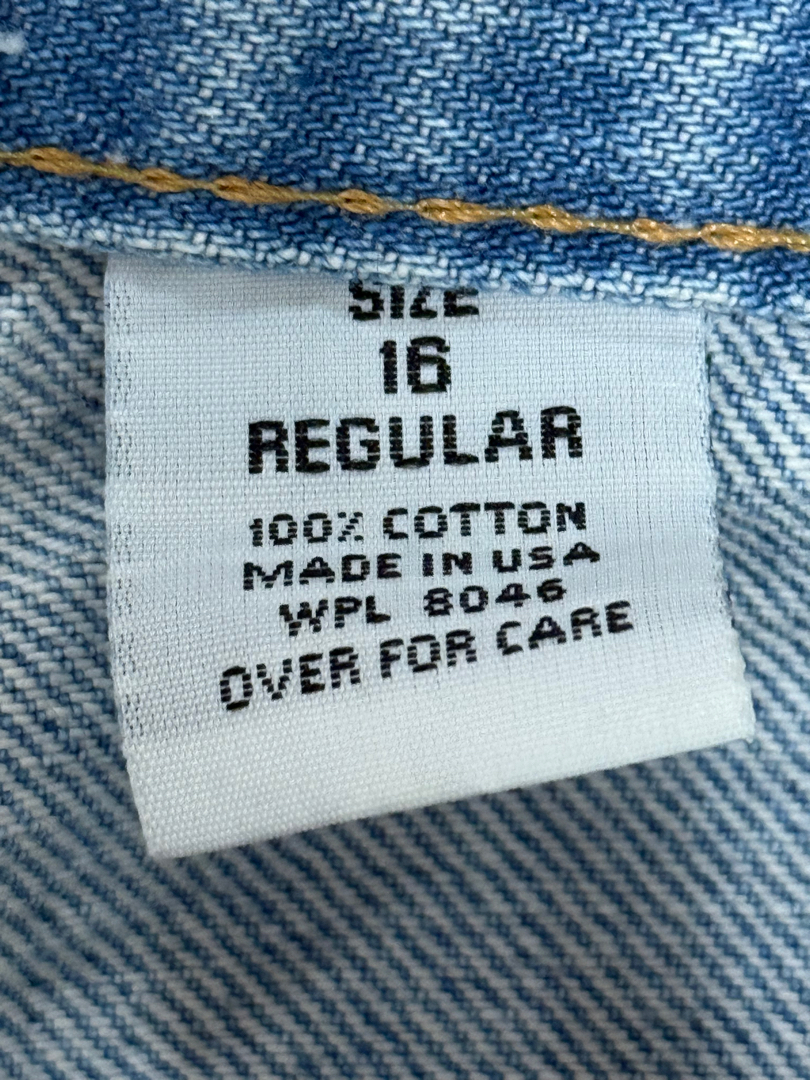 SIZE
16
REGULAR
100% COTTON
MADE IN USA
WPL 8046
OVER FOR CARE